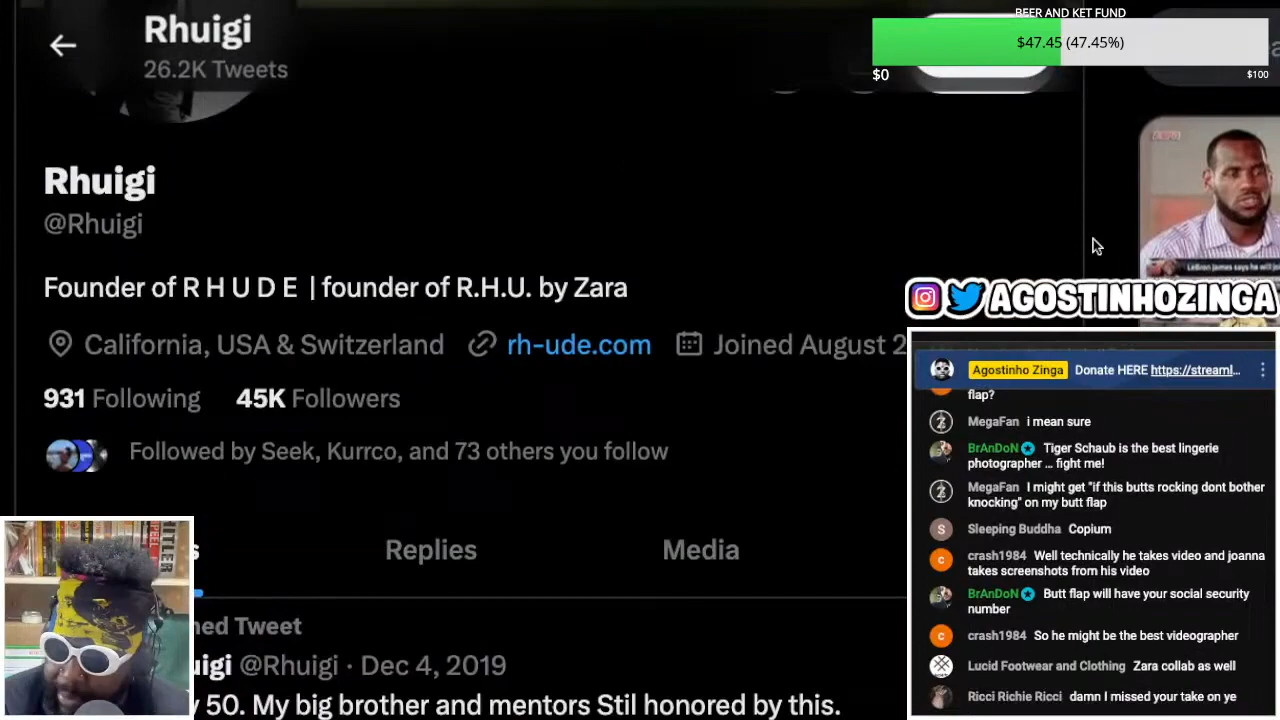 Rhuigi
26.2K Tweets
BEER AND KET FUND
$47.45 (47.45%)
$0
$100
Rhuigi
@Rhuigi
Founder of R H U D E | founder of R.H.U. by Zara
California, USA & Switzerland
rh-ude.com
Joined August 2
931 Following
45K Followers
Followed by Seek, Kurrco, and 73 others you follow
Replies
Media
ned Tweet
uigi @Rhuigi · Dec 4, 2019
y 50. My big brother and mentors Stil honored by this.
LeBron James says he will
AGOSTINHOZINGA
Agostinho Zinga Donate HERE https://streaml...
flap?
MegaFan i mean sure
BrAnDoN Tiger Schaub is the best lingerie
photographer ... fight me!
MegaFan I might get "if this butts rocking dont bother
knocking" on my butt flap
S
Sleeping Buddha Copium
c
crash1984 Well technically he takes video and joanna
takes screenshots from his video
BrAnDoN Butt flap will have your social security
number
c
crash1984 So he might be the best videographer
Lucid Footwear and Clothing Zara collab as well
Ricci Richie Ricci damn I missed your take on ye